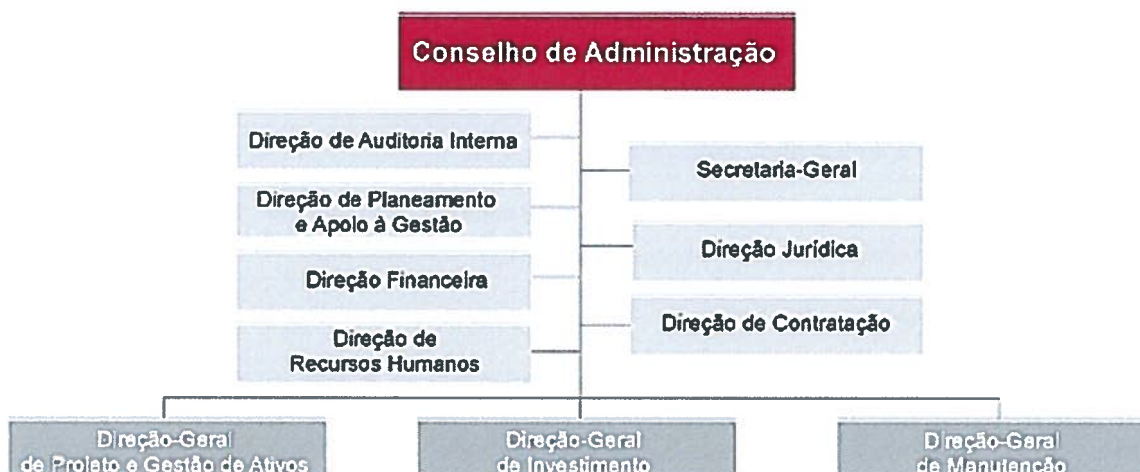 Conselho de Administração
Direção de Auditoria Interna
Secretaria-Geral
Direção de Planeamento
e Apoio à Gestão
Direção Jurídica
Direção Financeira
Direção de Contratação
Direção de
Recursos Humanos
Direção-Geral
de Projeto e Gestão de Ativos
Direção-Geral
de Investimento
Direção-Geral
de Manutenção